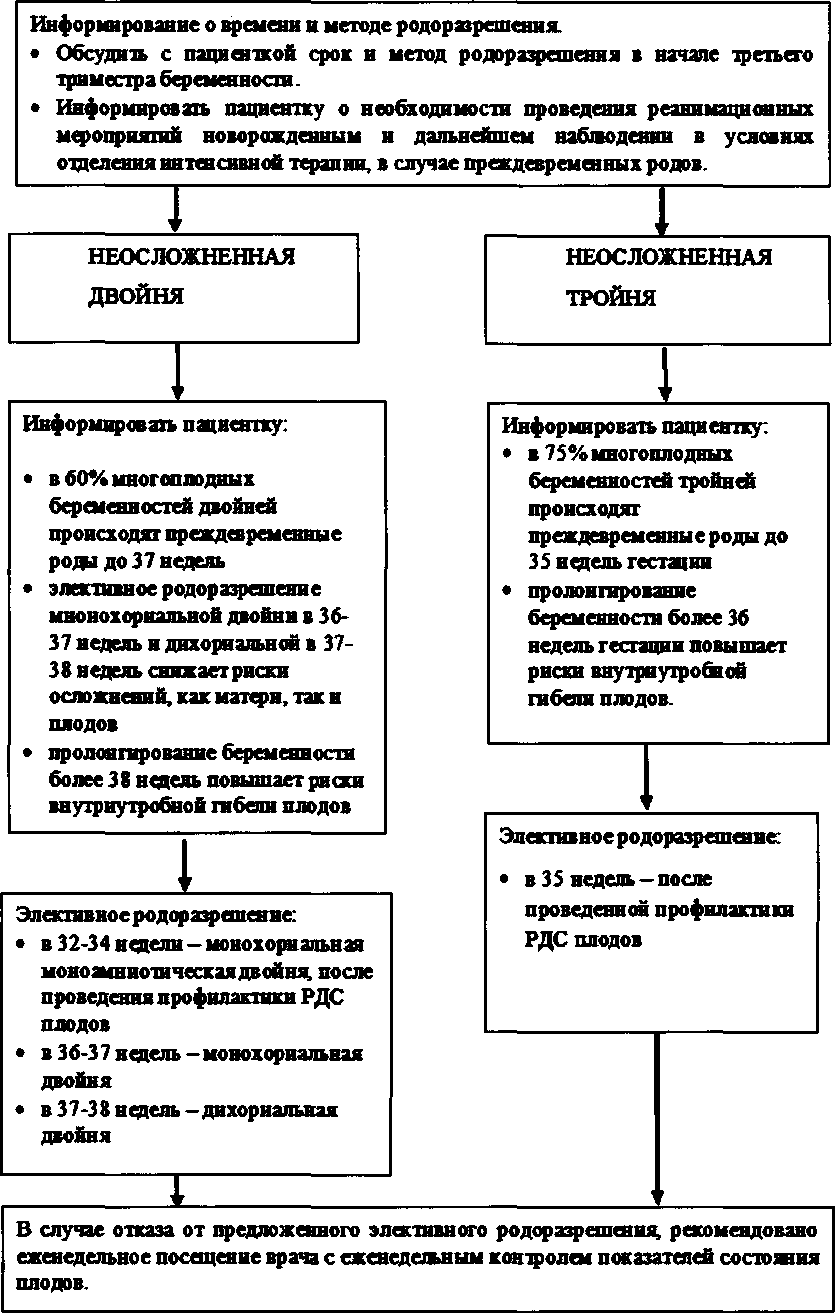 Информирование о времени и методе родоразрешения.
• Обсудить с пациенткой срок и метод родоразрешения в начале третьего
триместра беременности.
• Информировать пациентку о необходимости проведения реанимационных
мероприятий новорожденным и дальнейшем наблюдении в условиях
отделения интенсивной терапии, в случае преждевременных родов.
НЕОСЛОЖНЕННАЯ
ДВОЙНЯ
НЕОСЛОЖНЕННАЯ
ТРОЙНЯ
Информировать пациентку:
• в 60% многоплодных
беременностей двойней
происходят преждевременные
роды до 37 недель
• элективное родоразрешение
мнонохориальной двойни в 36-
37 недель и дихориальной в 37-
38 недель снижает риски
осложнений, как матери, так и
плодов
• пролонгирование беременности
более 38 недель повышает риски
внутриутробной гибели плодов
Информировать пациентку:
• в 75% многоплодных
беременностей тройней
происходят
преждевременные роды до
35 недель гестации
• пролонгирование
беременности более 36
недель гестации повышает
риски внутриутробной
гибели плодов.
Элективное родоразрешение:
• в 32-34 недели – монохориальная
моноамниотическая двойня, после
проведения профилактики РДС
плодов
• в 36-37 недель – монохориальная
двойня
• в 37-38 недель – дихориальная
двойня
Элективное родоразрешение:
• в 35 недель – после
проведенной профилактики
РДС плодов
В случае отказа от предложенного элективного родоразрешения, рекомендовано
еженедельное посещение врача с еженедельным контролем показателей состояния
плодов.